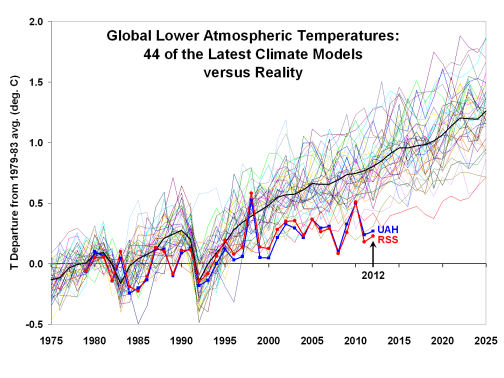 Global Lower Atmospheric Temperatures:
44 of the Latest Climate Models
versus Reality
T Departure from 1979-83 avg. (deg. C)
2.0
1.5
1.0
0.5
0.0
-0.5
UAH
RSS
2012
1975 1980 1985 1990 1995 2000 2005 2010 2015 2020 2025